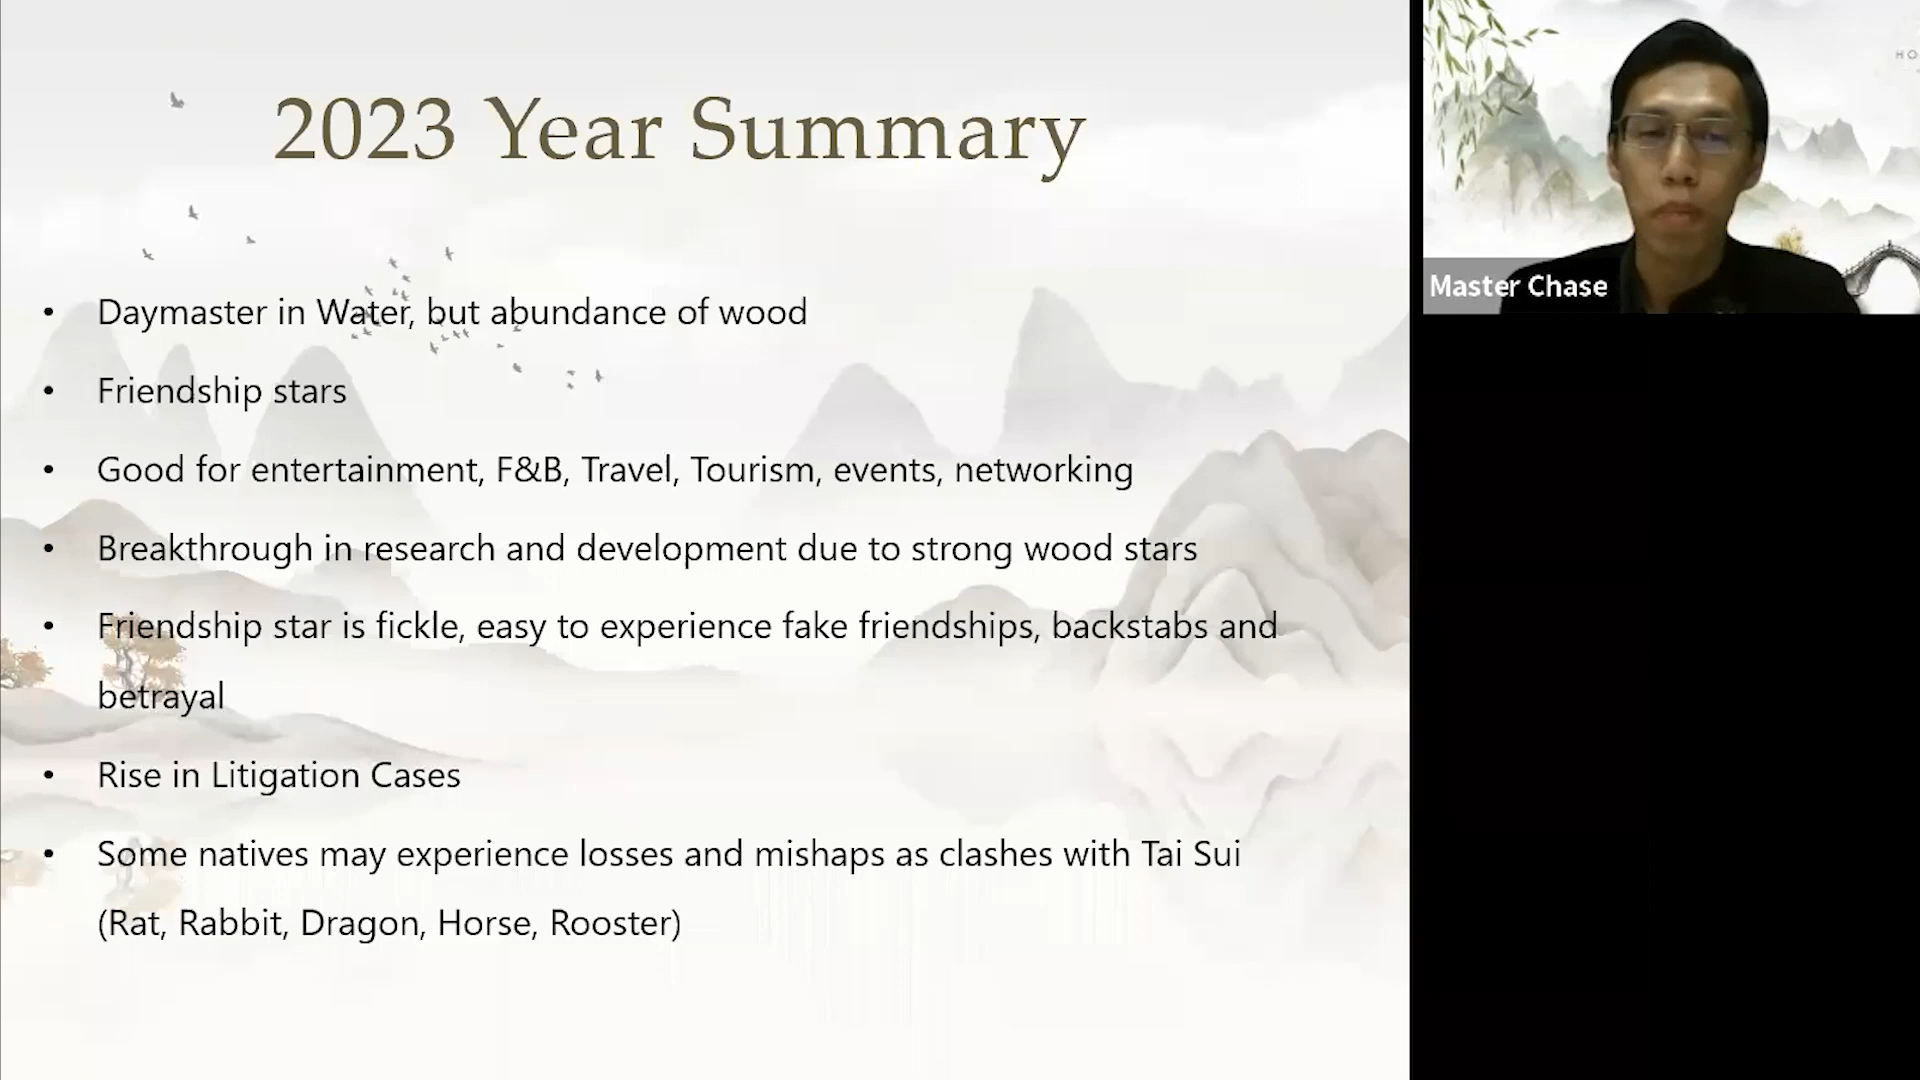 2023 Year Summary
• Daymaster in Water, but abundance of wood
• Friendship stars
• Good for entertainment, F&B, Travel, Tourism, events, networking
• Breakthrough in research and development due to strong wood stars
• Friendship star is fickle, easy to experience fake friendships, backstabs and
betrayal
• Rise in Litigation Cases
• Some natives may experience losses and mishaps as clashes with Tai Sui
(Rat, Rabbit, Dragon, Horse, Rooster)
HO
Master Chase